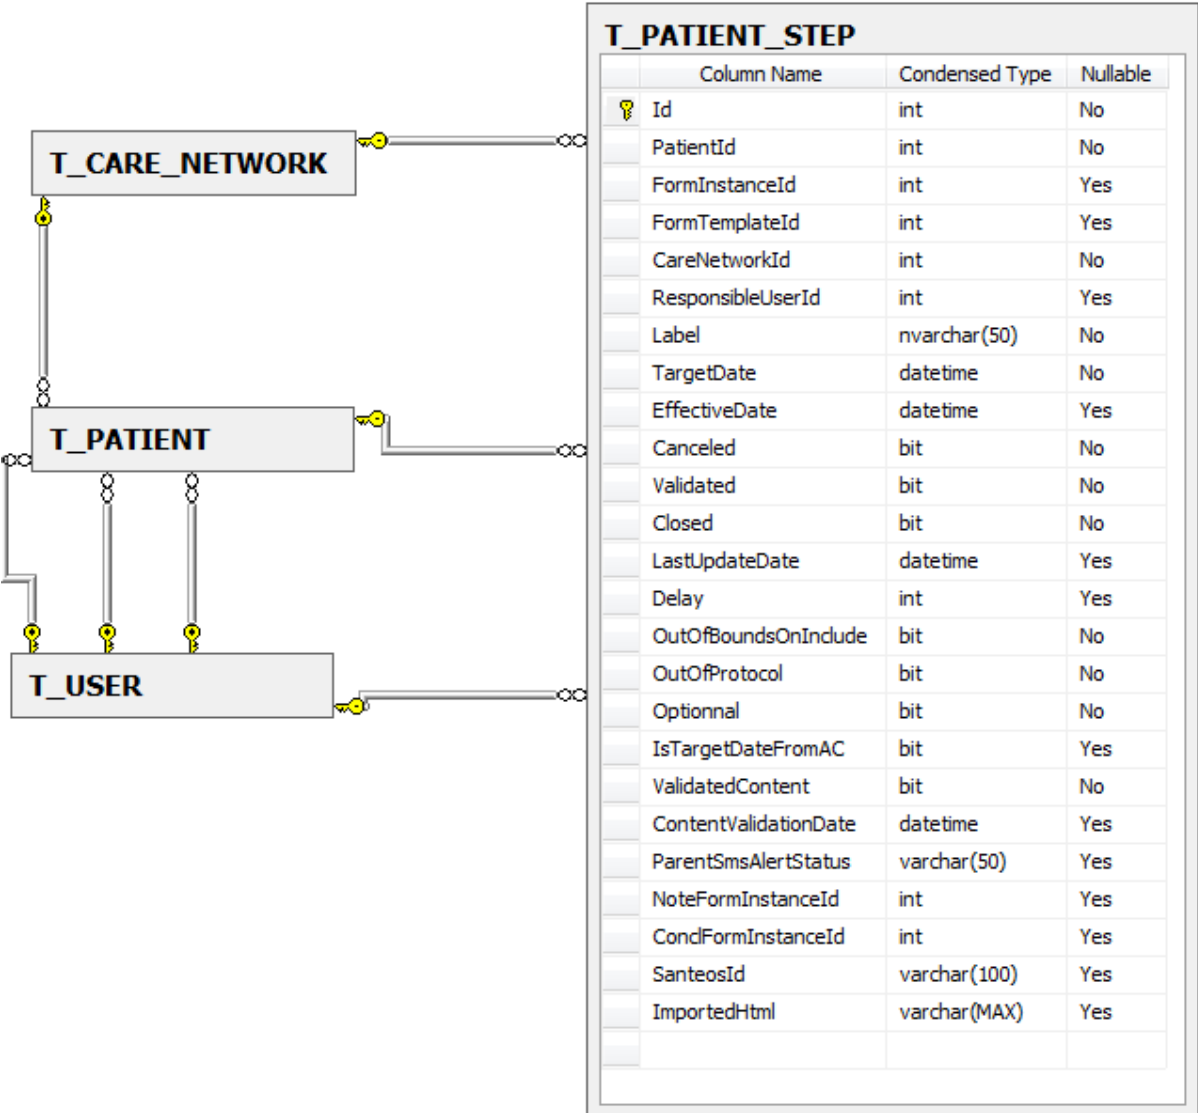 T_PATIENT_STEP
Column Name Condensed Type Nullable
Id int No
PatientId int No
FormInstanceId int Yes
FormTemplateId int Yes
CareNetworkId int No
ResponsibleUserId int Yes
Label nvarchar(50) No
TargetDate datetime No
EffectiveDate datetime Yes
Canceled bit No
Validated bit No
Closed bit No
LastUpdateDate datetime Yes
Delay int Yes
OutOfBoundsOnInclude bit No
OutOfProtocol bit No
Optionnal bit No
IsTargetDateFromAC bit Yes
ValidatedContent bit No
ContentValidationDate datetime Yes
ParentSmsAlertStatus varchar(50) Yes
NoteFormInstanceId int Yes
ConclFormInstanceId int Yes
SanteosId varchar(100) Yes
ImportedHtml varchar(MAX) Yes
T_CARE_NETWORK
T_PATIENT
T_USER